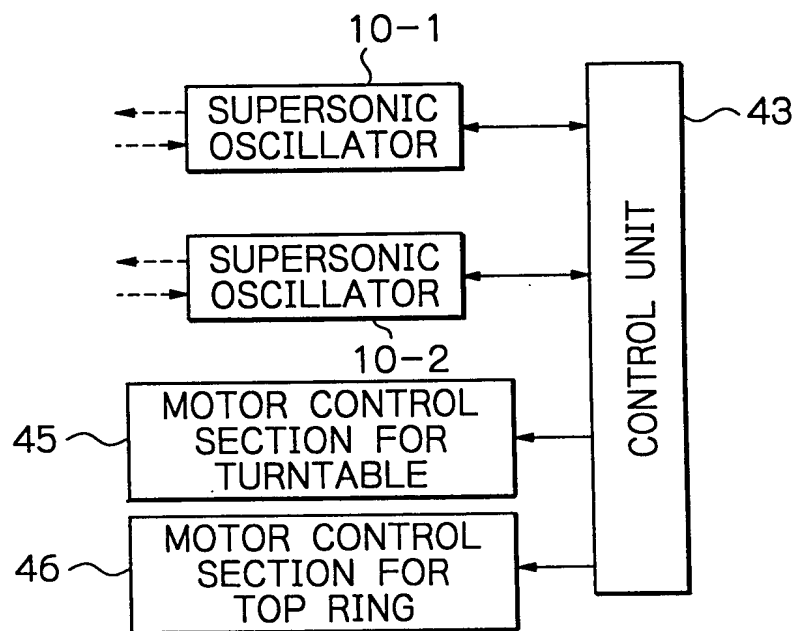 10-1
SUPERSONIC
OSCILLATOR
43
SUPERSONIC
OSCILLATOR
10-2
CONTROL UNIT
45
MOTOR CONTROL
SECTION FOR
TURNTABLE
46
MOTOR CONTROL
SECTION FOR
TOP RING